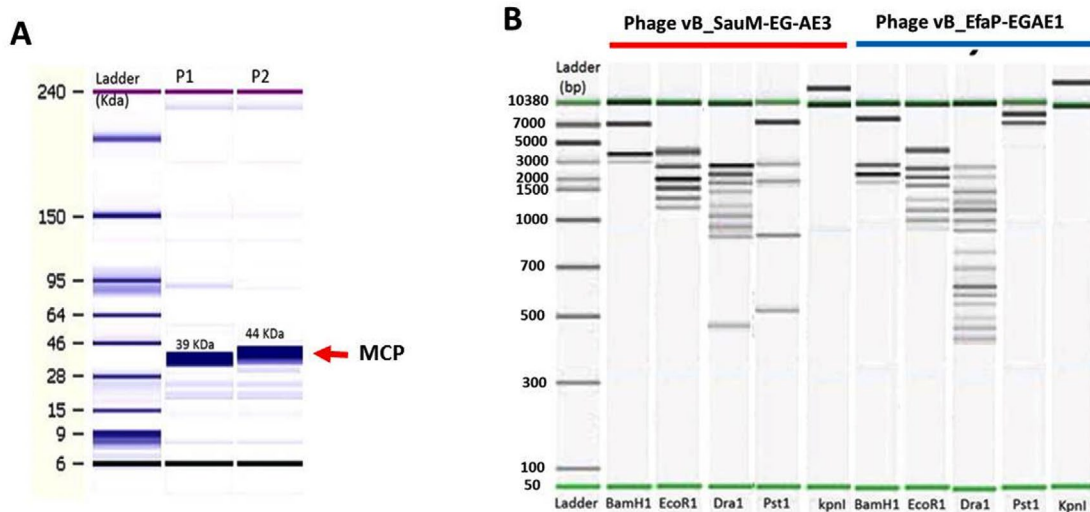 A
Ladder
(Kda)
P1
P2
240
150
95
64
46
28
15
9
6
39 KDa
44 KDa
MCP
B
Phage vB_SauM-EG-AE3
Phage vB_EfaP-EGAE1
Ladder
(bp)
10380
7000
5000
3000
2000
1500
1000
700
500
300
100
50
Ladder BamH1 EcoR1 Dra1 Pst1 kpnI BamH1 EcoR1 Dra1 Pst1 KpnI